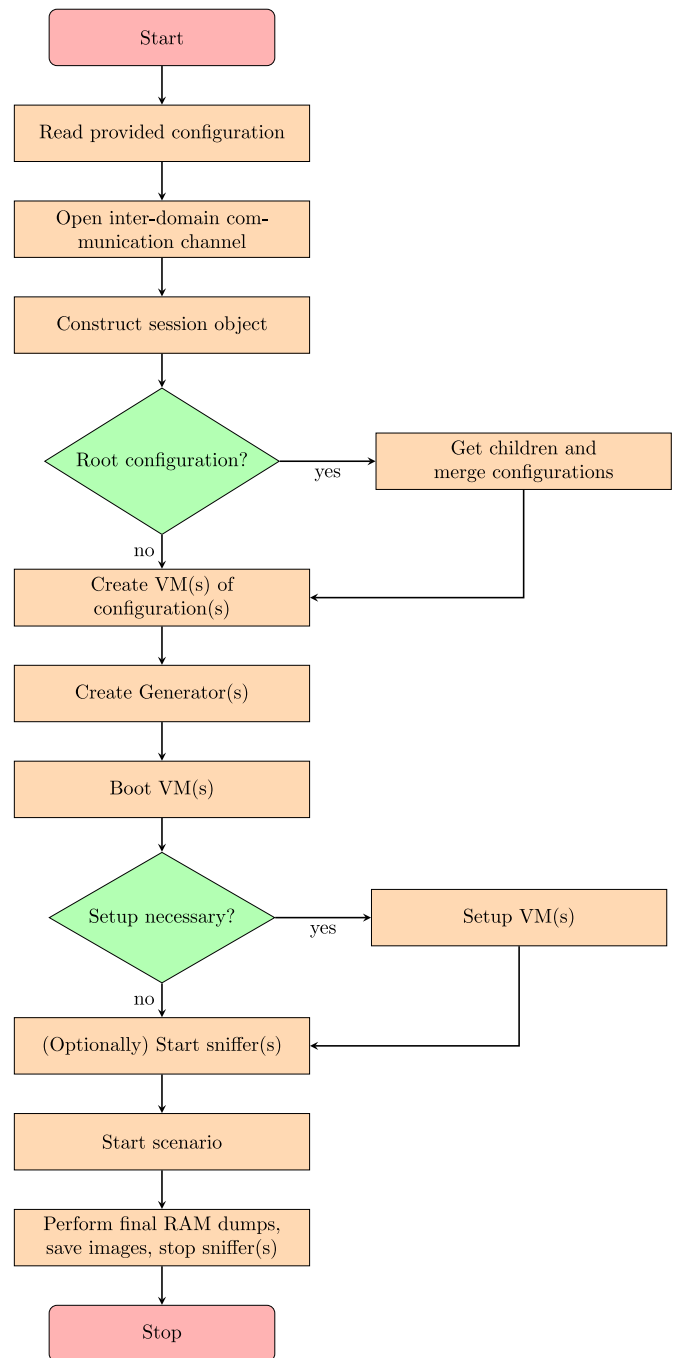 Start
Read provided configuration
Open inter-domain com-
munication channel
Construct session object
Root configuration?
yes
Get children and
merge configurations
no
Create VM(s) of
configuration(s)
Create Generator(s)
Boot VM(s)
Setup necessary?
yes
Setup VM(s)
no
(Optionally) Start sniffer(s)
Start scenario
Perform final RAM dumps,
save images, stop sniffer(s)
Stop